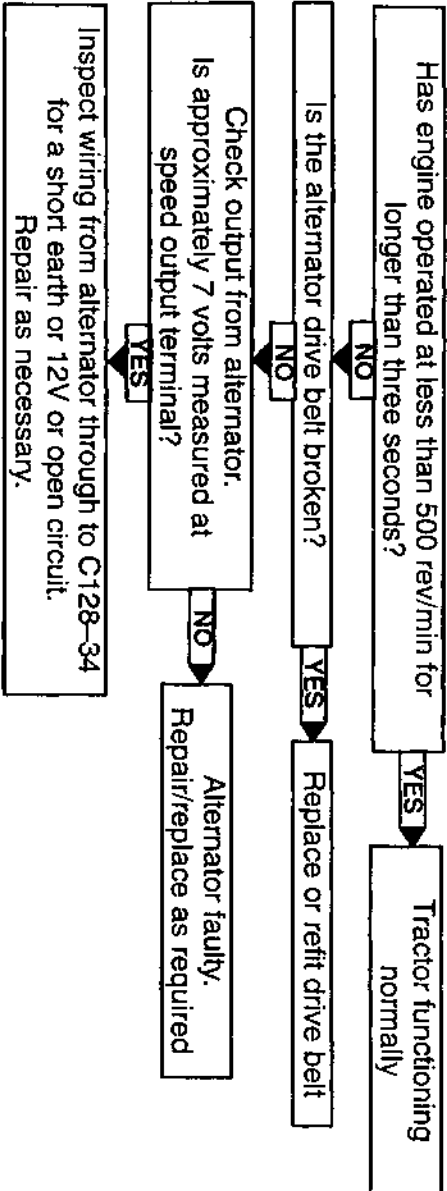 Has engine operated at less than 500 rev/min for
longer than three seconds?
YES
Tractor functioning
normally
NO
Is the alternator drive belt broken?
YES
Replace or refit drive belt
NO
Check output from alternator.
Is approximately 7 volts measured at
speed output terminal?
NO
Alternator faulty.
Repair/replace as required
YES
Inspect wiring from alternator through to C128–34
for a short earth or 12V or open circuit.
Repair as necessary.